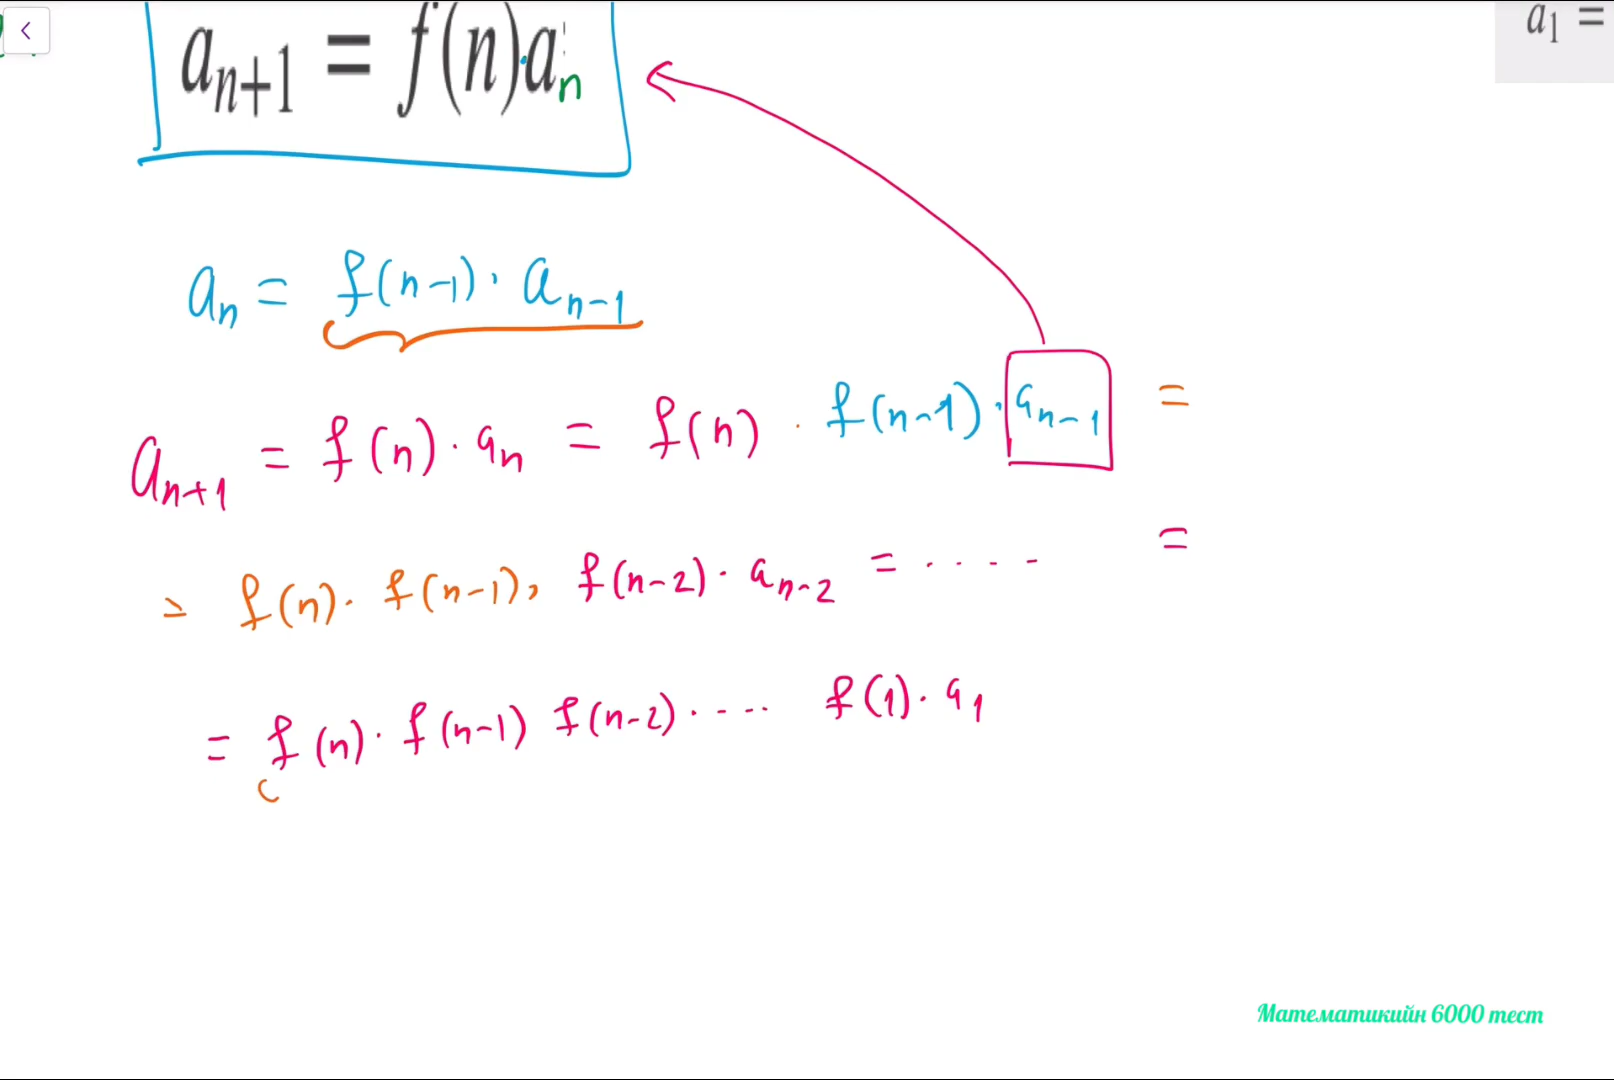 a_{n+1} = f(n)·a_n
a_1 =
a_n = f(n-1)· a_{n-1}
a_{n+1} = f(n)· a_n = f(n) · f(n-1)· a_{n-1} =
= f(n)· f(n-1), f(n-2)· a_{n-2} = .... =
= f(n)· f(n-1) f(n-2)· ... f(1)· a_1
Математикийн 6000 тест